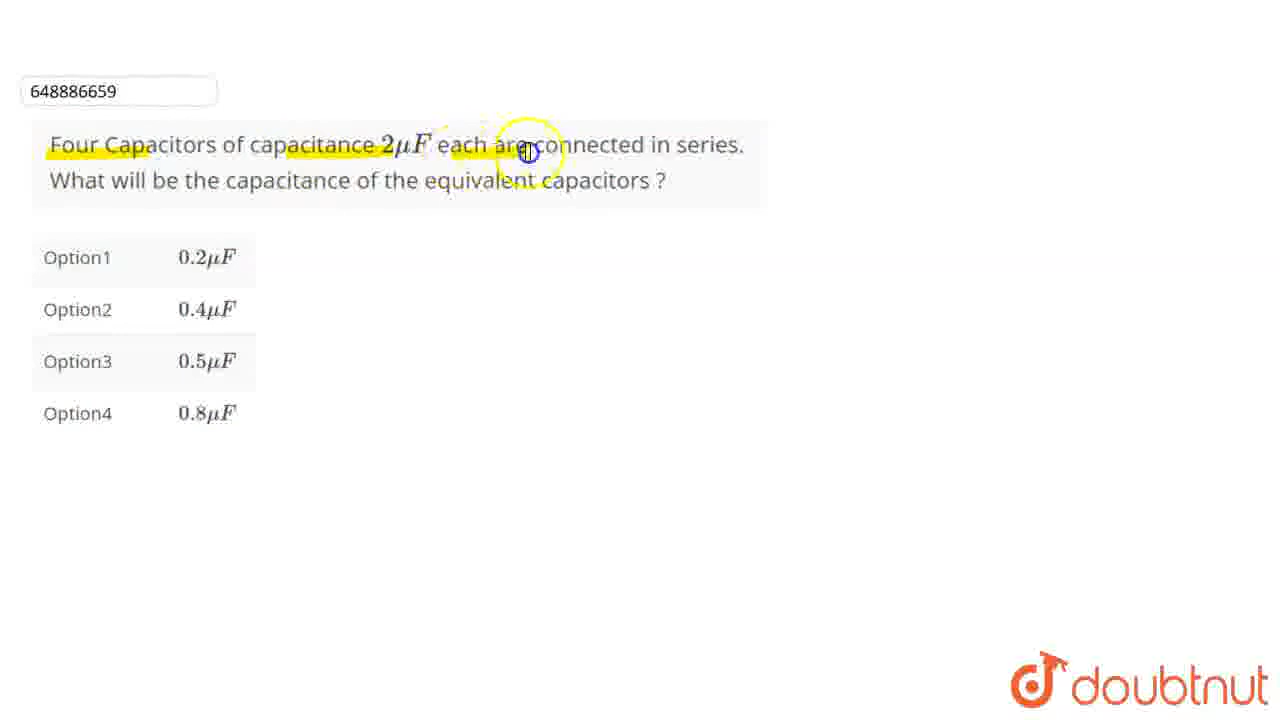 648886659
Four Capacitors of capacitance 2μF each are connected in series.
What will be the capacitance of the equivalent capacitors ?
Option1 0.2μF
Option2 0.4μF
Option3 0.5μF
Option4 0.8μF
doubtnut